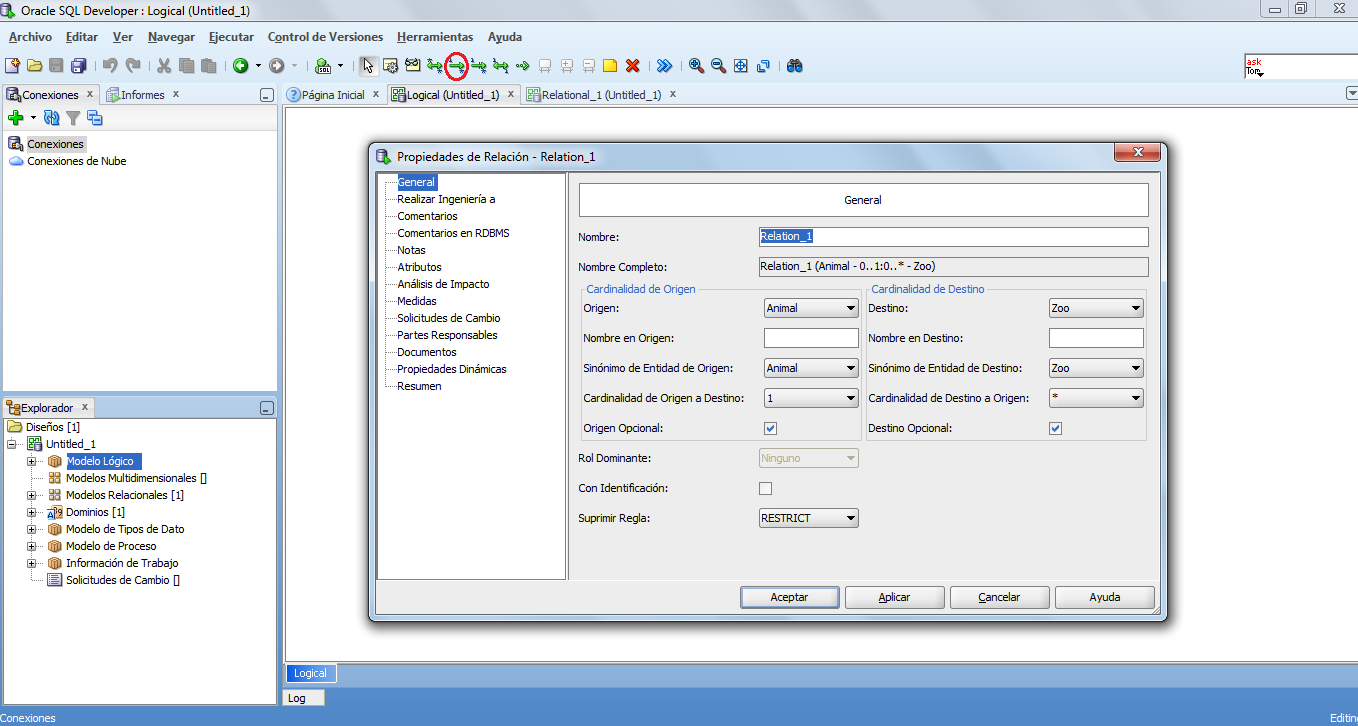 Oracle SQL Developer : Logical (Untitled_1)
Archivo Editar Ver Navegar Ejecutar Control de Versiones Herramientas Ayuda
SQL
ask
Tom
Conexiones x Informes x
Página Inicial x Logical (Untitled_1) x Relational_1 (Untitled_1) x
Conexiones
Conexiones de Nube
Propiedades de Relación - Relation_1
General
Realizar Ingeniería a
Comentarios
Comentarios en RDBMS
Notas
Atributos
Análisis de Impacto
Medidas
Solicitudes de Cambio
Partes Responsables
Documentos
Propiedades Dinámicas
Resumen
General
Nombre: Relation_1
Nombre Completo: Relation_1 (Animal - 0..1:0..* - Zoo)
Cardinalidad de Origen
Origen: Animal
Nombre en Origen:
Sinónimo de Entidad de Origen: Animal
Cardinalidad de Origen a Destino: 1
Origen Opcional:
Cardinalidad de Destino
Destino: Zoo
Nombre en Destino:
Sinónimo de Entidad de Destino: Zoo
Cardinalidad de Destino a Origen: *
Destino Opcional:
Rol Dominante: Ninguno
Con Identificación:
Suprimir Regla: RESTRICT
Aceptar Aplicar Cancelar Ayuda
Explorador x
Diseños [1]
Untitled_1
Modelo Lógico
Modelos Multidimensionales []
Modelos Relacionales [1]
Dominios [1]
Modelo de Tipos de Dato
Modelo de Proceso
Información de Trabajo
Solicitudes de Cambio []
Logical
Log
Conexiones
Editin